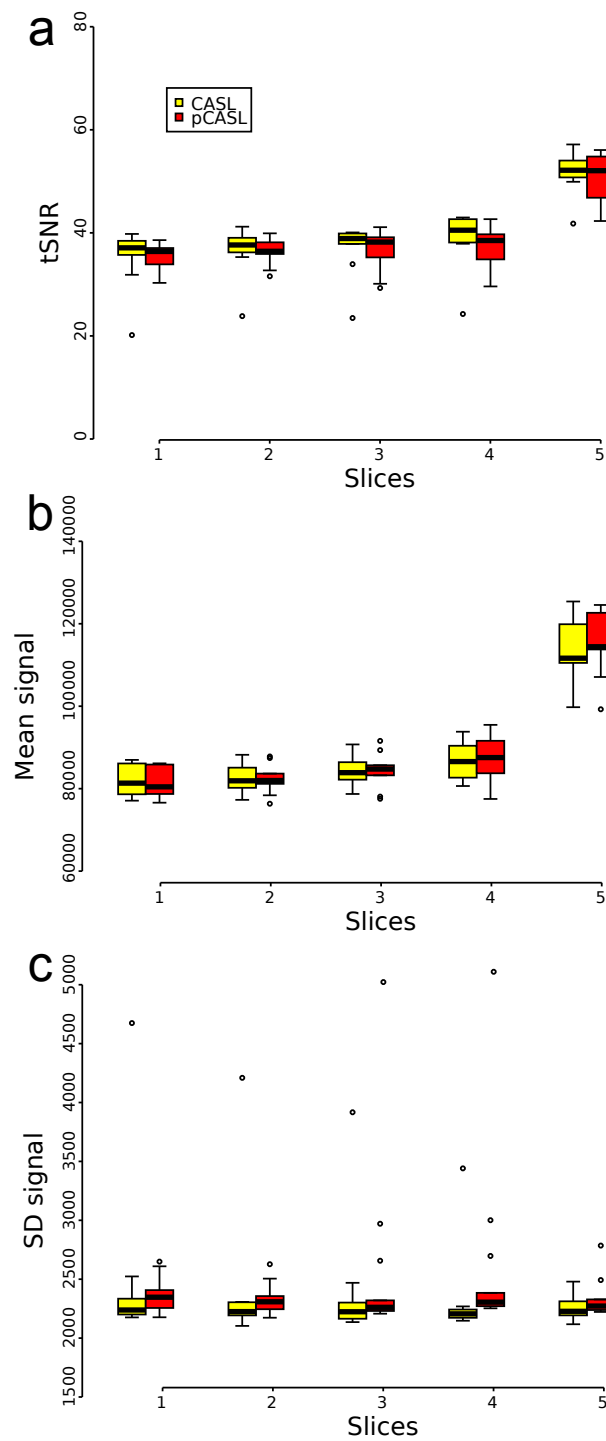 a
80
60
40
20
0
tSNR
CASL
pCASL
1 2 3 4 5
Slices
b
140000
120000
100000
80000
60000
Mean signal
1 2 3 4 5
Slices
c
5000
4500
4000
3500
3000
2500
2000
1500
SD signal
1 2 3 4 5
Slices